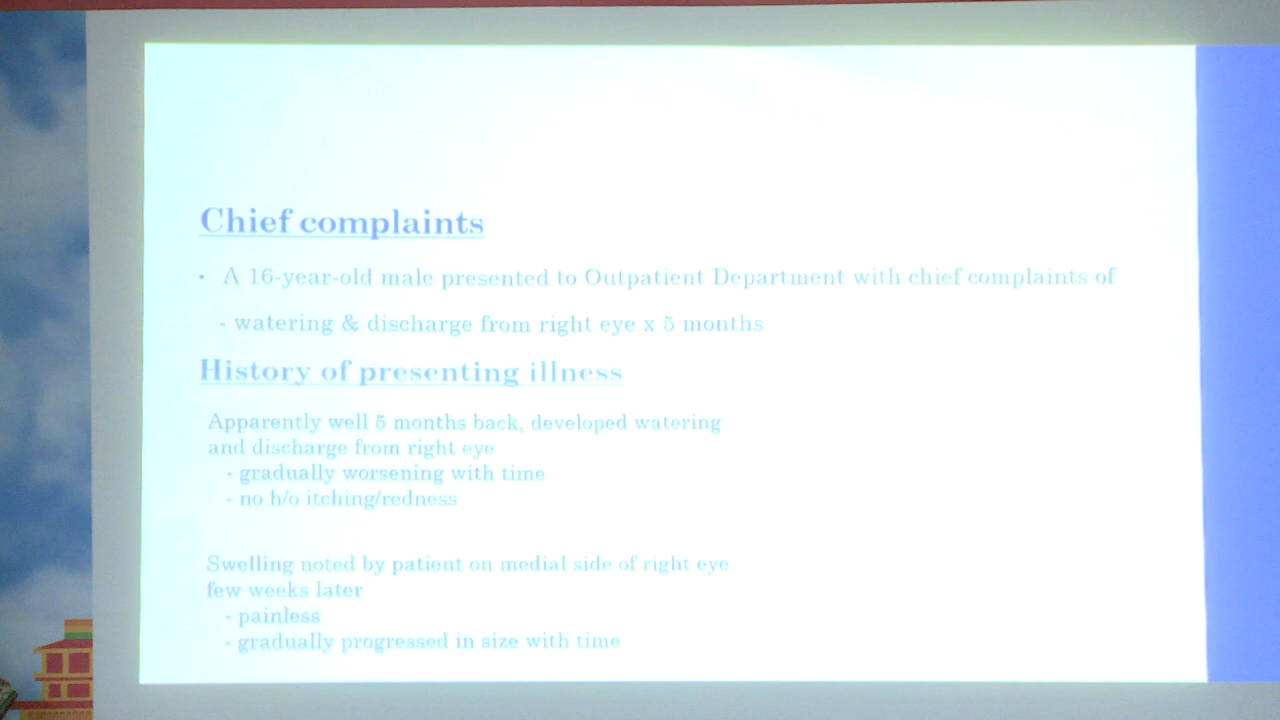 Chief complaints
• A 16-year-old male presented to Outpatient Department with chief complaints of
- watering & discharge from right eye x 5 months
History of presenting illness
Apparently well 5 months back, developed watering
and discharge from right eye
- gradually worsening with time
- no h/o itching/redness
Swelling noted by patient on medial side of right eye
few weeks later
- painless
- gradually progressed in size with time